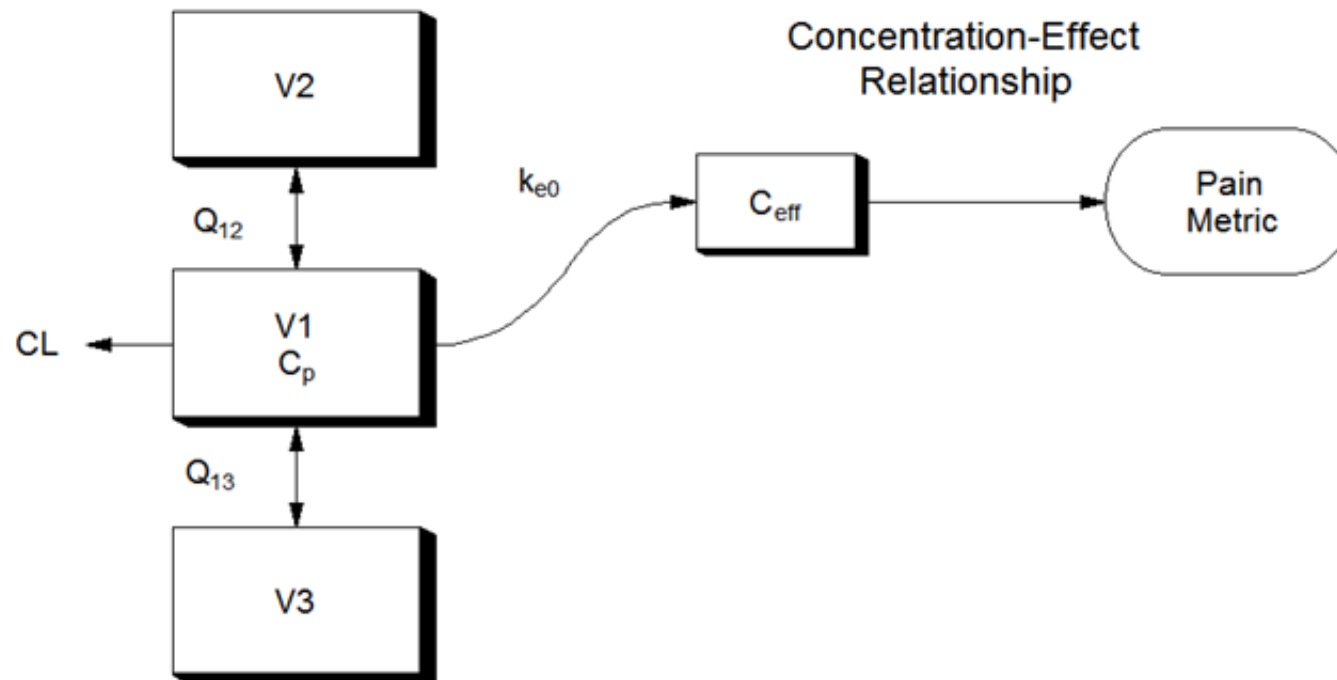 Concentration-Effect
Relationship
V2
Q12
ke0
Ceff
Pain
Metric
CL
V1
Cp
Q13
V3